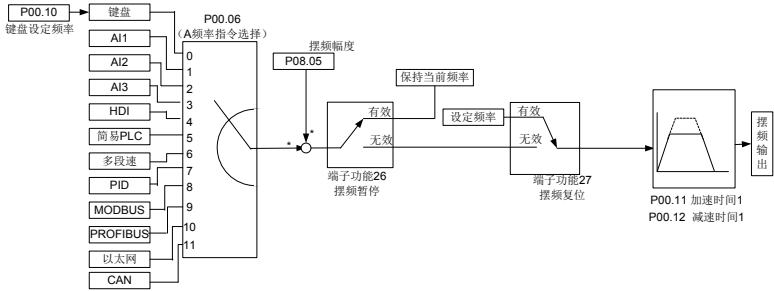 P00.10
键盘设定频率
键盘
AI1
AI2
AI3
HDI
简易PLC
多段速
PID
MODBUS
PROFIBUS
以太网
CAN
P00.06
(A频率指令选择)
0
1
2
3
4
5
6
7
8
9
10
11
摆频幅度
P08.05
*
*
有效
无效
端子功能26
摆频暂停
保持当前频率
设定频率
有效
无效
端子功能27
摆频复位
P00.11 加速时间1
P00.12 减速时间1
摆频输出